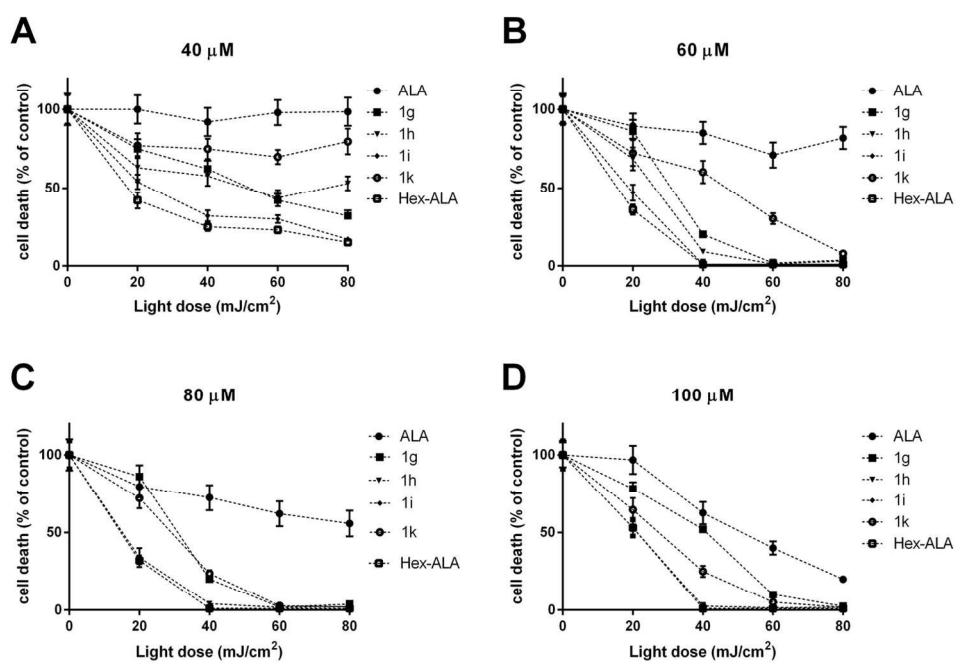 A
40 μM
cell death (% of control)
100
50
0
0 20 40 60 80
Light dose (mJ/cm²)
ALA
1g
1h
1i
1k
Hex-ALA
B
60 μM
cell death (% of control)
100
50
0
0 20 40 60 80
Light dose (mJ/cm²)
ALA
1g
1h
1i
1k
Hex-ALA
C
80 μM
cell death (% of control)
100
50
0
0 20 40 60 80
Light dose (mJ/cm²)
ALA
1g
1h
1i
1k
Hex-ALA
D
100 μM
cell death (% of control)
100
50
0
0 20 40 60 80
Light dose (mJ/cm²)
ALA
1g
1h
1i
1k
Hex-ALA